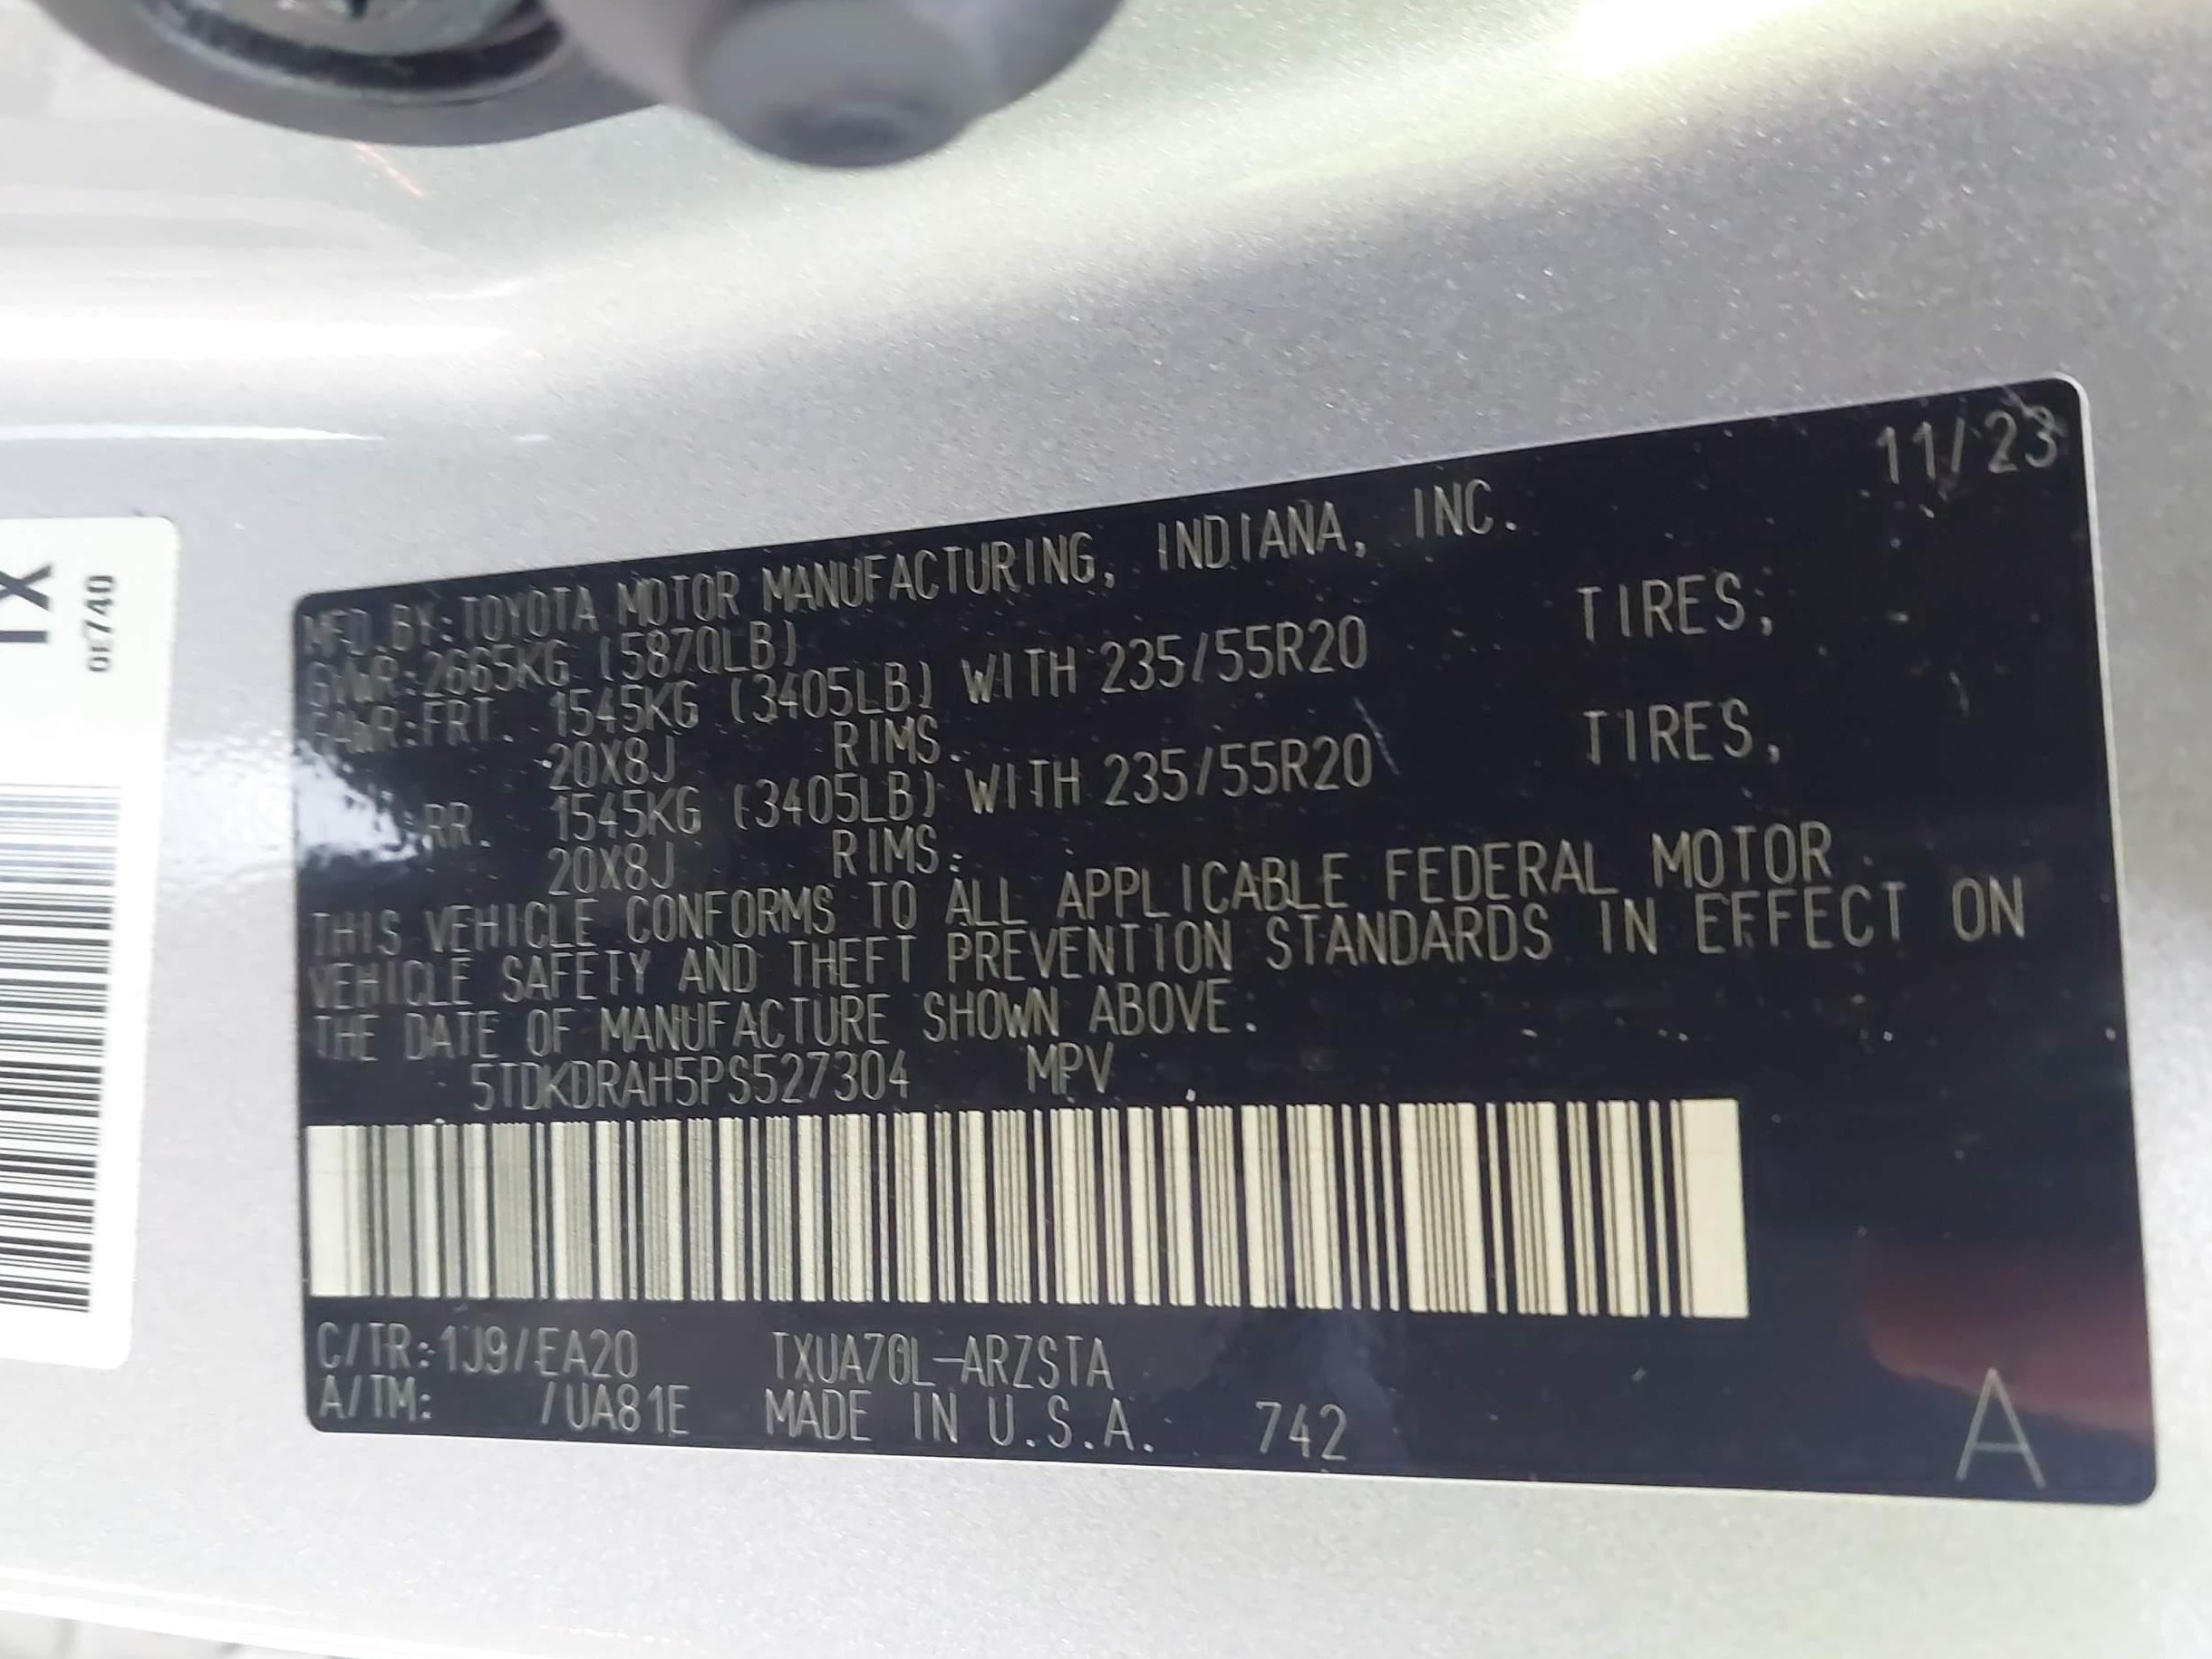 11/23
MFD.BY:TOYOTA MOTOR MANUFACTURING, INDIANA, INC.
GVWR:2665KG (5870LB)
GAWR:FRT. 1545KG (3405LB) WITH 235/55R20 TIRES,
20X8J RIMS.
RR. 1545KG (3405LB) WITH 235/55R20 TIRES,
20X8J RIMS.
THIS VEHICLE CONFORMS TO ALL APPLICABLE FEDERAL MOTOR
VEHICLE SAFETY AND THEFT PREVENTION STANDARDS IN EFFECT ON
THE DATE OF MANUFACTURE SHOWN ABOVE.
5TDKDRAH5PS527304 MPV
C/TR:1J9/EA20 TXUA70L-ARZSTA
A/TM: /UA81E MADE IN U.S.A. 742
A
0E740